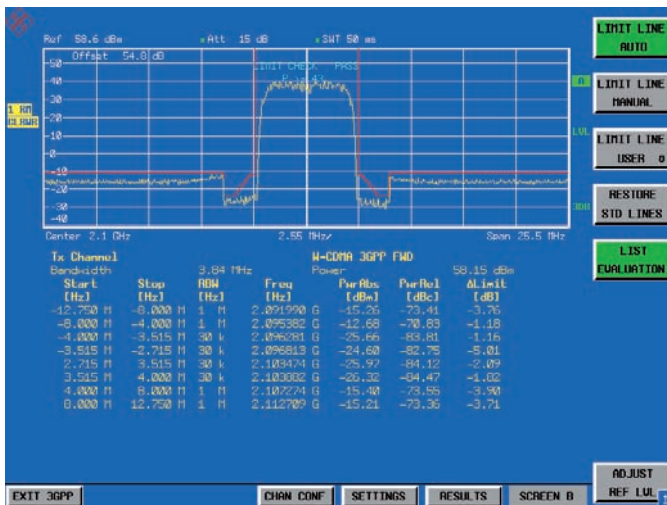 Ref 58.6 dBm *Att 15 dB *SWT 50 ms
Offset 54.8 dB
LIMIT CHECK PASS
50
40
30
20
10
0
-10
-20
-30
-40
1 RM
CLRWR
A
LVL
3DB
Center 2.1 GHz 2.55 MHz/ Span 25.5 MHz
Tx Channel W-CDMA 3GPP FWD
Bandwidth 3.84 MHz Power 58.15 dBm
Start Stop RBW Freq PwrAbs PwrRel ΔLimit
[Hz] [Hz] [Hz] [Hz] [dBm] [dBc] [dB]
-12.750 M -8.000 M 1 M 2.091990 G -15.26 -73.41 -3.76
-8.000 M -4.000 M 1 M 2.095382 G -12.68 -70.83 -1.18
-4.000 M -3.515 M 30 k 2.096281 G -25.66 -83.81 -1.16
-3.515 M -2.715 M 30 k 2.096813 G -24.60 -82.75 -5.01
2.715 M 3.515 M 30 k 2.103474 G -25.97 -84.12 -2.09
3.515 M 4.000 M 30 k 2.103882 G -26.32 -84.47 -1.82
4.000 M 8.000 M 1 M 2.107274 G -15.40 -73.55 -3.90
8.000 M 12.750 M 1 M 2.112709 G -15.21 -73.36 -3.71
LIMIT LINE
AUTO
LIMIT LINE
MANUAL
LIMIT LINE
USER
RESTORE
STD LINES
LIST
EVALUATION
ADJUST
REF LVL
EXIT 3GPP CHAN CONF SETTINGS RESULTS SCREEN B